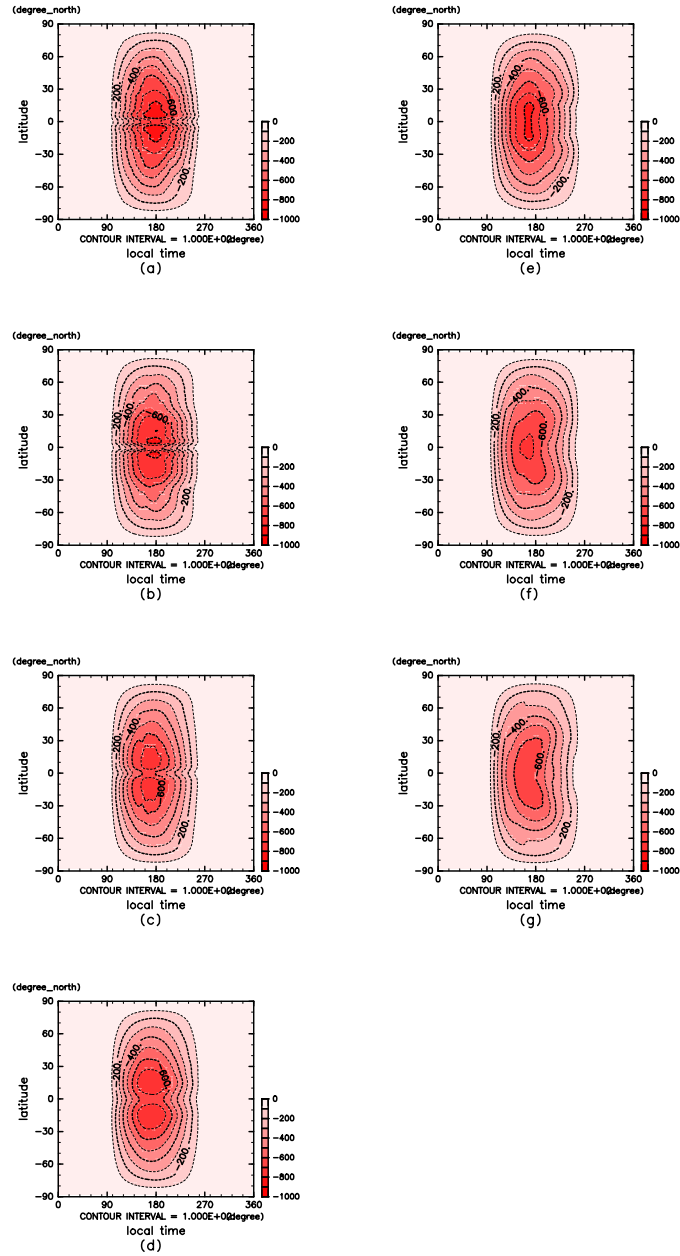 (degree_north)
90
60
30
0
-30
-60
-90
latitude
-200.
-400.
-600.
-200.
0
-200
-400
-600
-800
-1000
0 90 180 270 360
CONTOUR INTERVAL = 1.000E+02
(degree)
local time
(a)
(degree_north)
90
60
30
0
-30
-60
-90
latitude
-200.
-400.
-600.
-200.
0
-200
-400
-600
-800
-1000
0 90 180 270 360
CONTOUR INTERVAL = 1.000E+02
(degree)
local time
(e)
(degree_north)
90
60
30
0
-30
-60
-90
latitude
-200.
-400.
-600.
-200.
0
-200
-400
-600
-800
-1000
0 90 180 270 360
CONTOUR INTERVAL = 1.000E+02
(degree)
local time
(b)
(degree_north)
90
60
30
0
-30
-60
-90
latitude
-200.
-400.
-600.
-200.
0
-200
-400
-600
-800
-1000
0 90 180 270 360
CONTOUR INTERVAL = 1.000E+02
(degree)
local time
(f)
(degree_north)
90
60
30
0
-30
-60
-90
latitude
-200.
-400.
-600.
-200.
0
-200
-400
-600
-800
-1000
0 90 180 270 360
CONTOUR INTERVAL = 1.000E+02
(degree)
local time
(c)
(degree_north)
90
60
30
0
-30
-60
-90
latitude
-200.
-400.
-600.
-200.
0
-200
-400
-600
-800
-1000
0 90 180 270 360
CONTOUR INTERVAL = 1.000E+02
(degree)
local time
(g)
(degree_north)
90
60
30
0
-30
-60
-90
latitude
-200.
-400.
-600.
-200.
0
-200
-400
-600
-800
-1000
0 90 180 270 360
CONTOUR INTERVAL = 1.000E+02
(degree)
local time
(d)